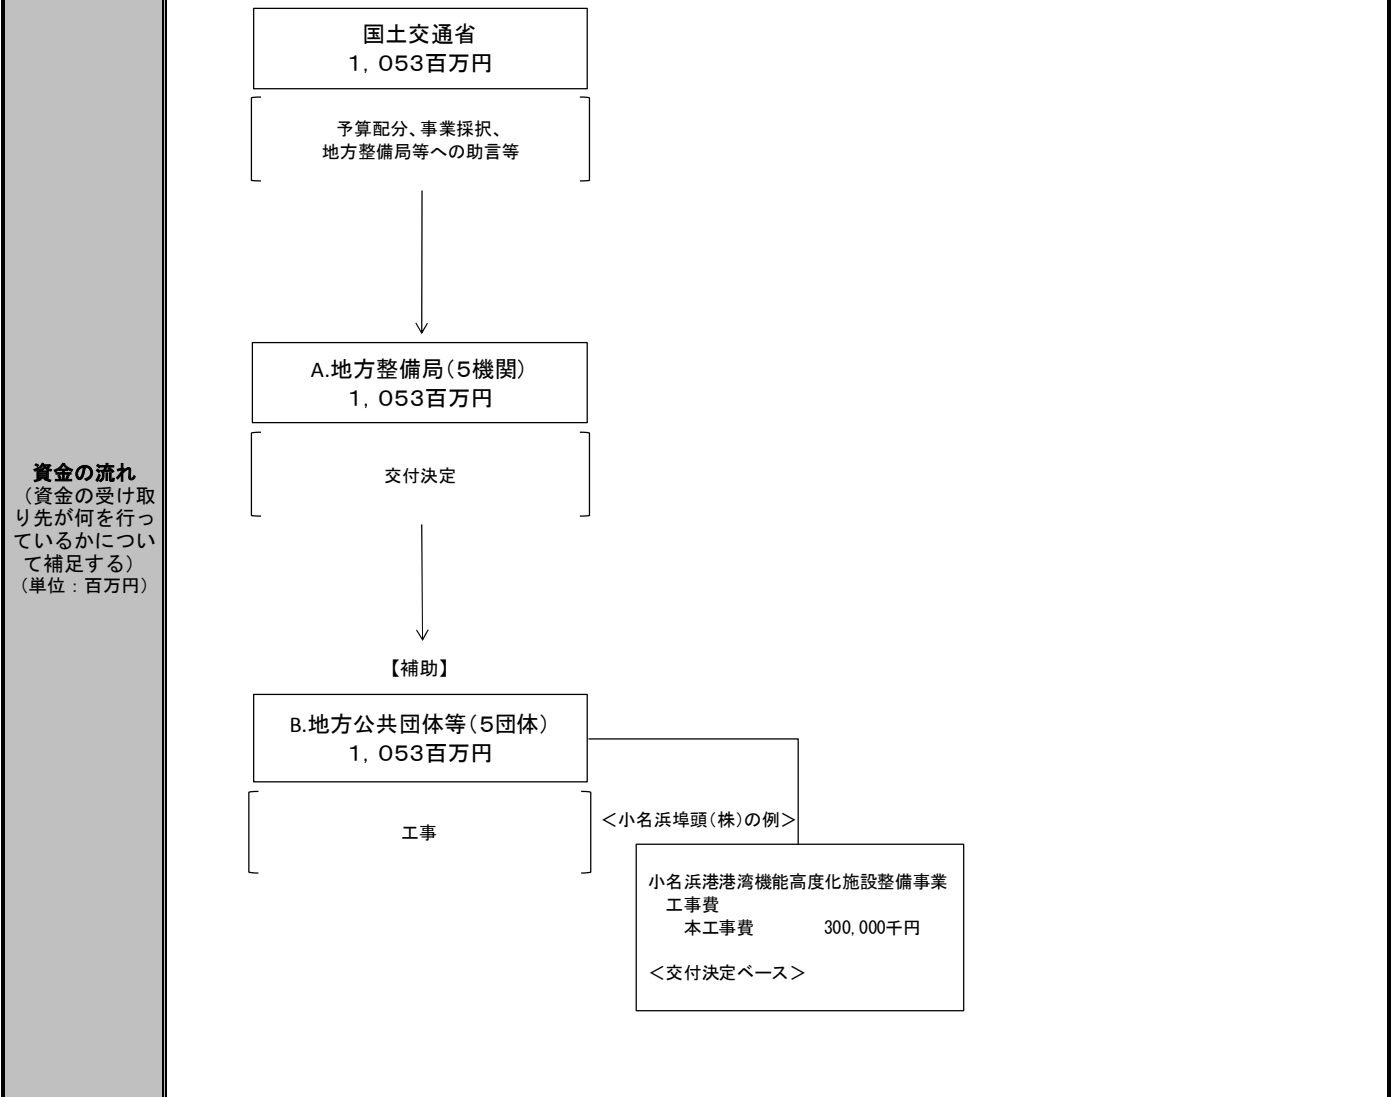 国土交通省
１，０５３百万円
予算配分、事業採択、
地方整備局等への助言等
A.地方整備局（５機関）
１，０５３百万円
交付決定
資金の流れ
（資金の受け取
り先が何を行っ
ているかについ
て補足する）
（単位：百万円）
【補助】
B.地方公共団体等（５団体）
１，０５３百万円
工事
＜小名浜埠頭（株）の例＞
小名浜港港湾機能高度化施設整備事業
工事費
本工事費 300,000千円
＜交付決定ベース＞